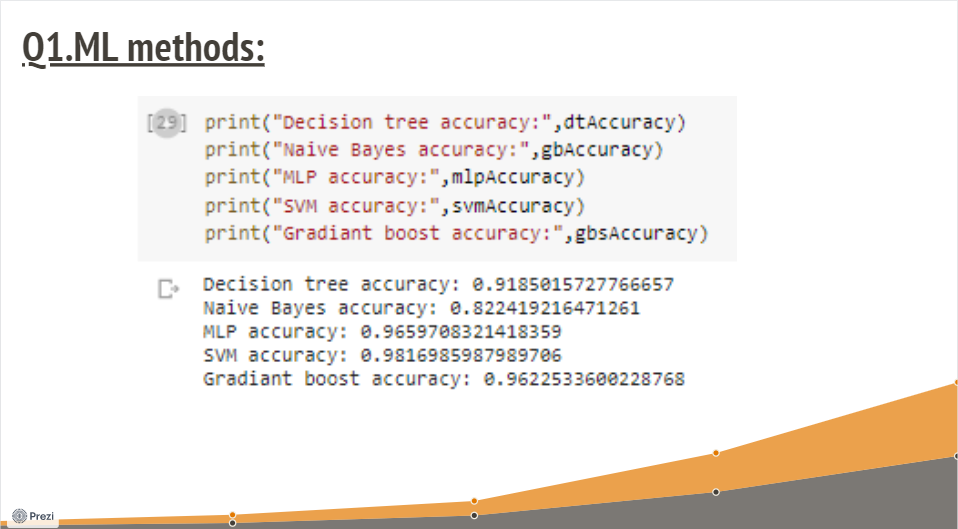 Q1.ML methods:
[29] print("Decision tree accuracy:",dtAccuracy)
print("Naive Bayes accuracy:",gbAccuracy)
print("MLP accuracy:",mlpAccuracy)
print("SVM accuracy:",svmAccuracy)
print("Gradiant boost accuracy:",gbsAccuracy)
Decision tree accuracy: 0.9185015727766657
Naive Bayes accuracy: 0.822419216471261
MLP accuracy: 0.9659708321418359
SVM accuracy: 0.9816985987989706
Gradiant boost accuracy: 0.9622533600228768
Prezi